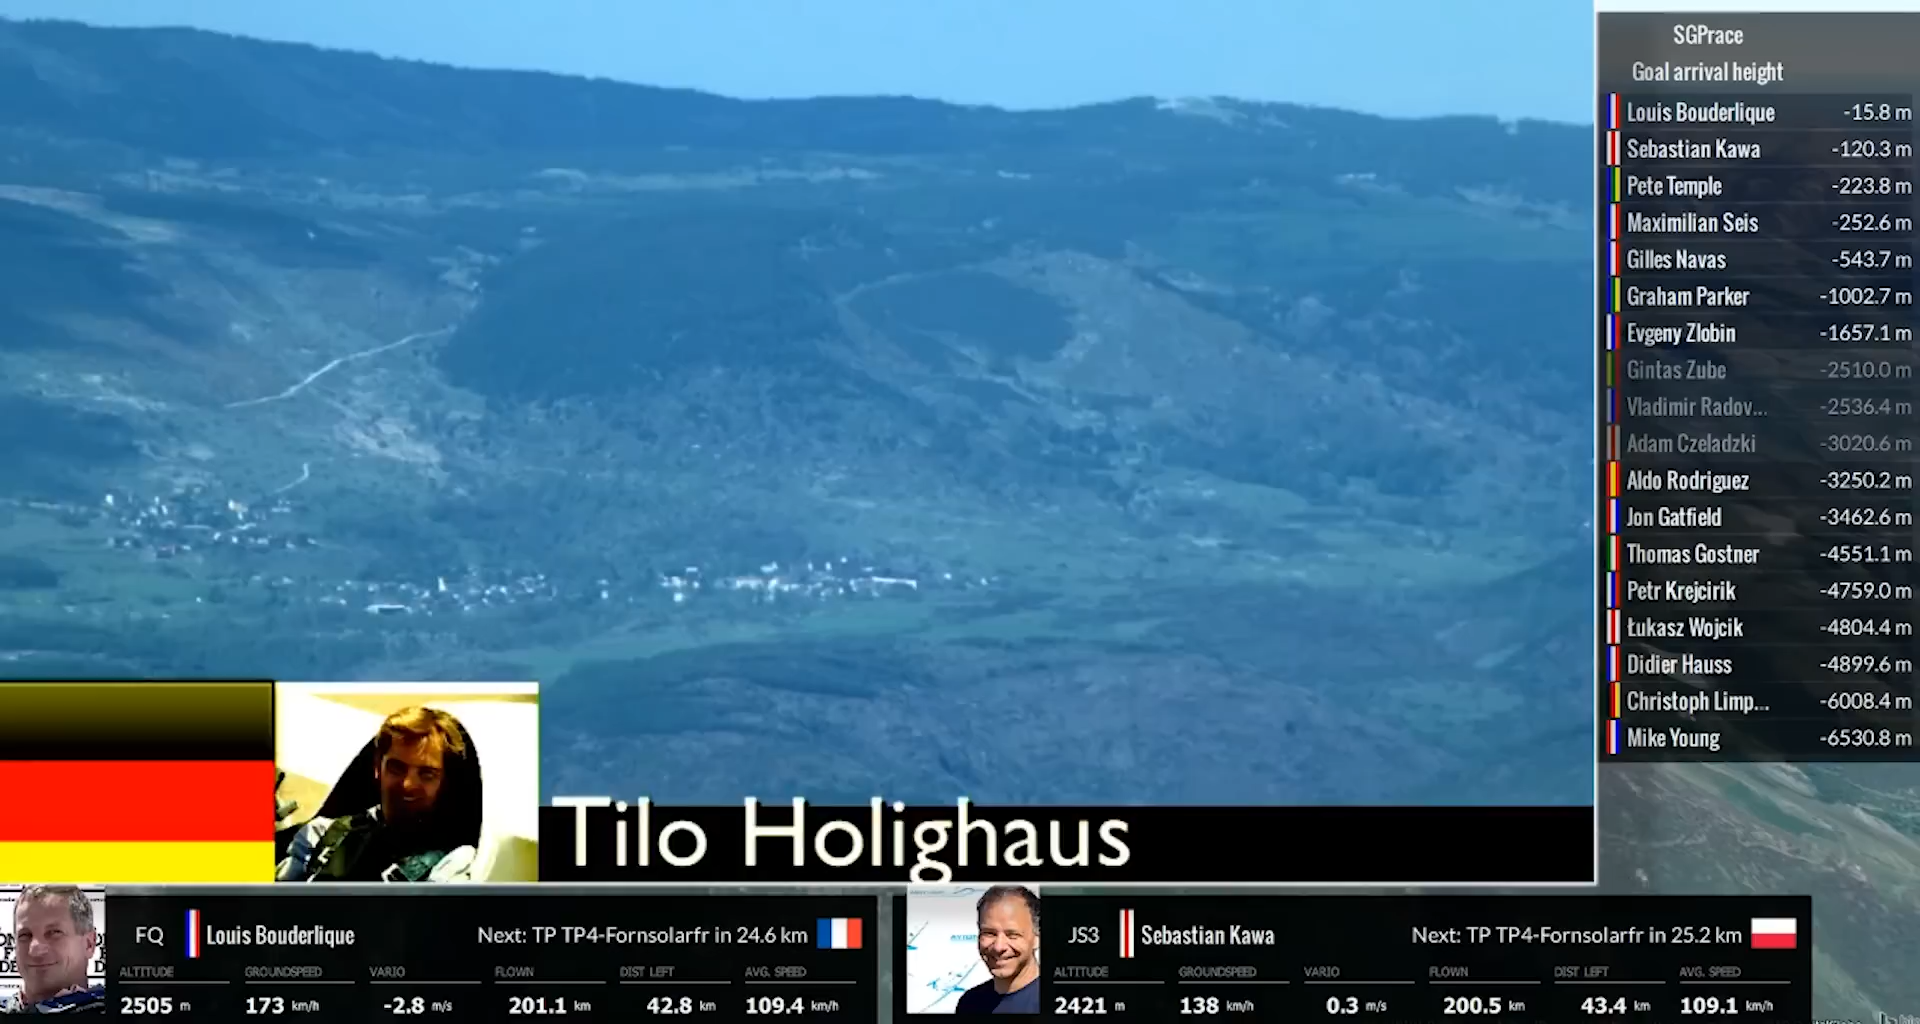 SGPrace
Goal arrival height
Louis Bouderlique -15.8 m
Sebastian Kawa -120.3 m
Pete Temple -223.8 m
Maximilian Seis -252.6 m
Gilles Navas -543.7 m
Graham Parker -1002.7 m
Evgeny Zlobin -1657.1 m
Gintas Zube -2510.0 m
Vladimir Radov... -2536.4 m
Adam Czeladzki -3020.6 m
Aldo Rodriguez -3250.2 m
Jon Gatfield -3462.6 m
Thomas Gostner -4551.1 m
Petr Krejcirik -4759.0 m
Łukasz Wojcik -4804.4 m
Didier Hauss -4899.6 m
Christoph Limp... -6008.4 m
Mike Young -6530.8 m
Tilo Holighaus
FQ Louis Bouderlique Next: TP TP4-Fornsolarfr in 24.6 km
ALTITUDE GROUNDSPEED VARIO FLOWN DIST LEFT AVG. SPEED
2505 m 173 km/h -2.8 m/s 201.1 km 42.8 km 109.4 km/h
JS3 Sebastian Kawa Next: TP TP4-Fornsolarfr in 25.2 km
ALTITUDE GROUNDSPEED VARIO FLOWN DIST LEFT AVG. SPEED
2421 m 138 km/h 0.3 m/s 200.5 km 43.4 km 109.1 km/h